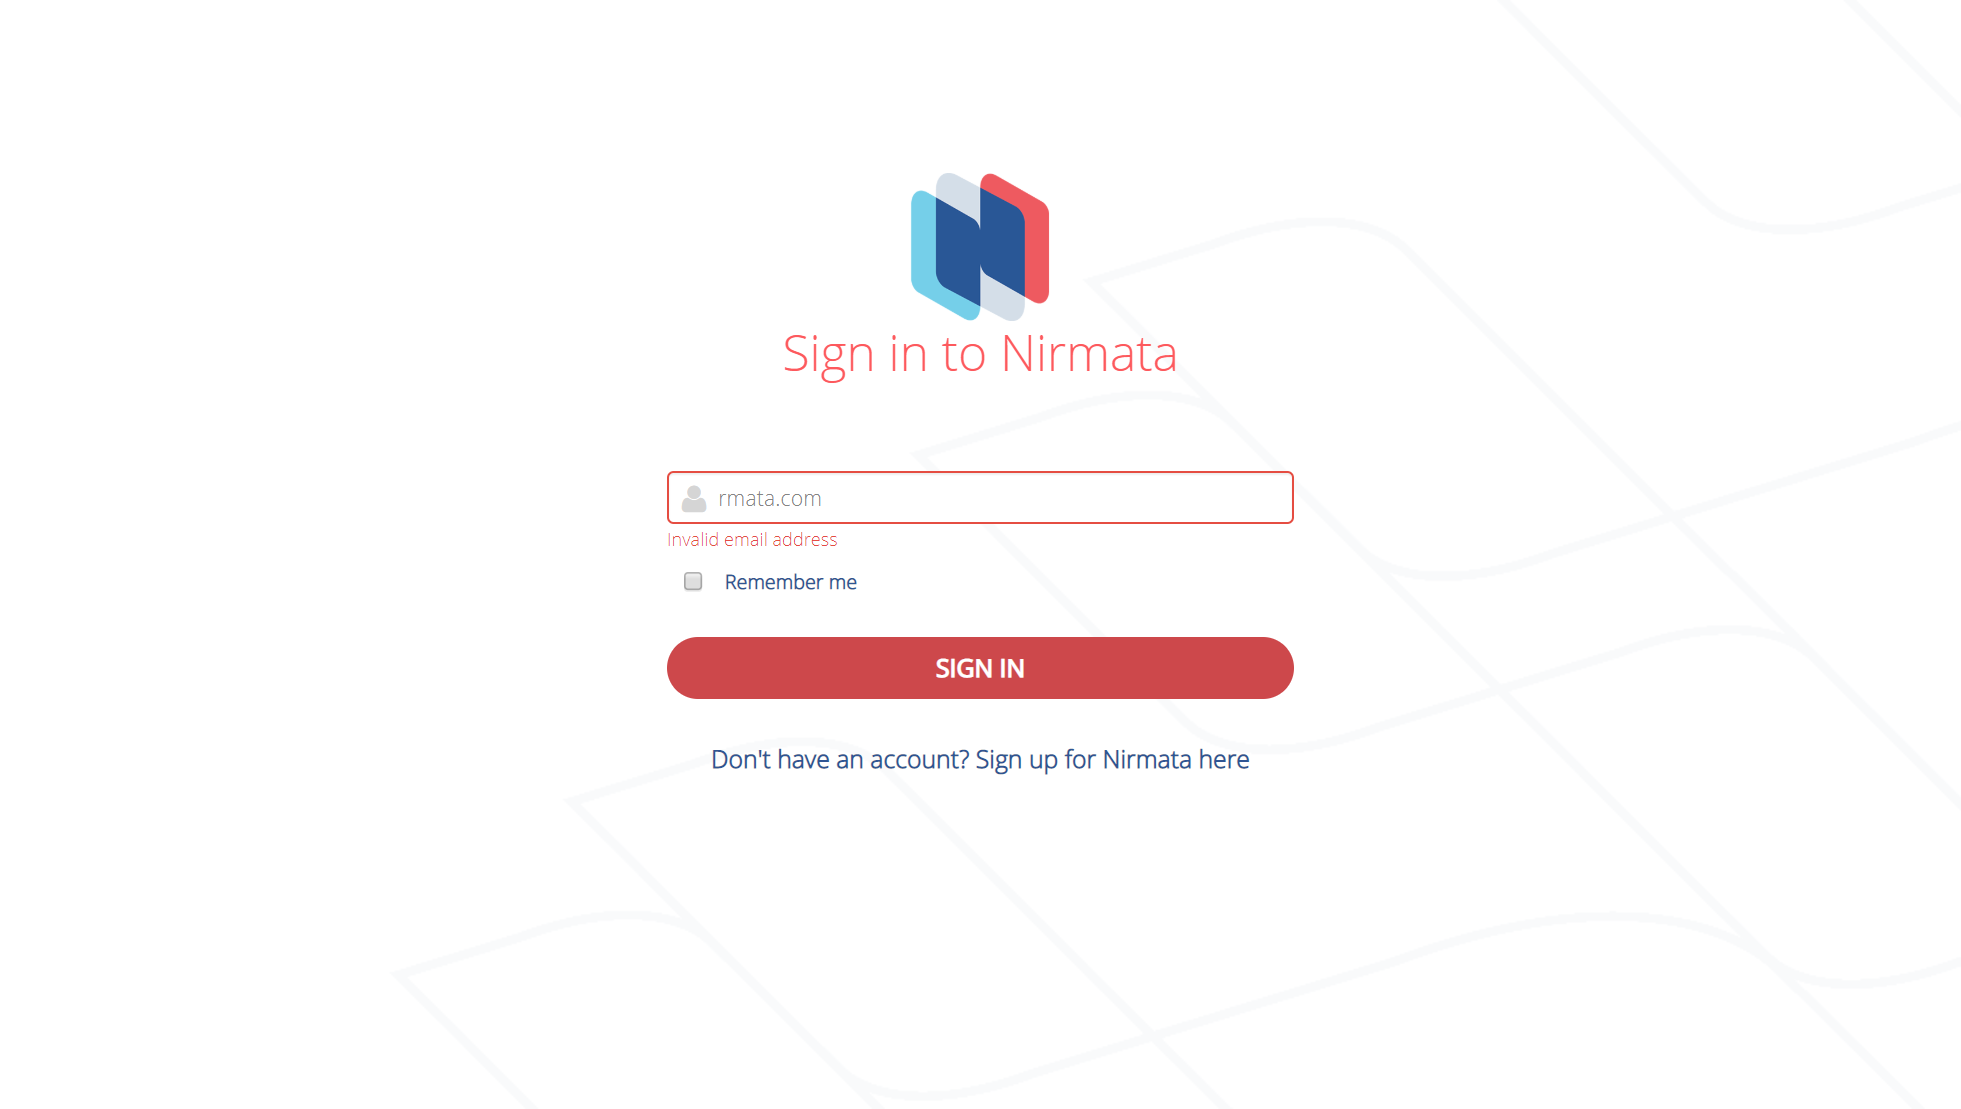 Sign in to Nirmata
rmata.com
Invalid email address
Remember me
SIGN IN
Don't have an account? Sign up for Nirmata here